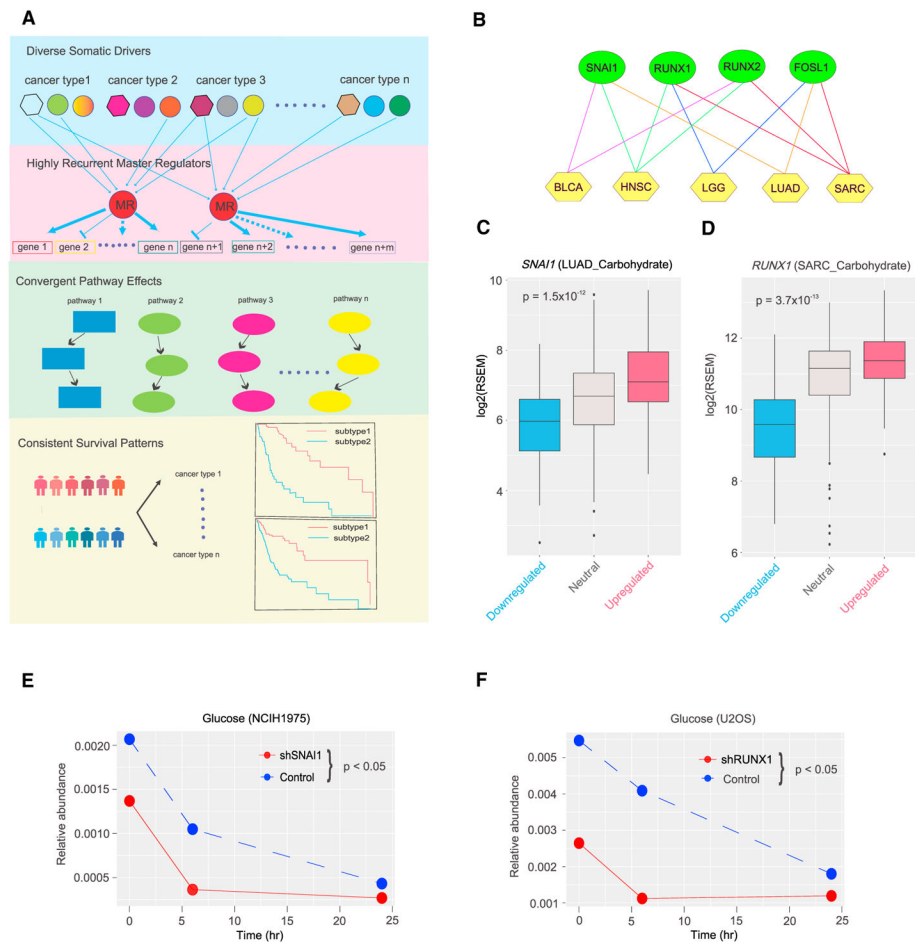 A
Diverse Somatic Drivers
cancer type1 cancer type 2 cancer type 3 cancer type n
Highly Recurrent Master Regulators
MR MR
gene 1 gene 2 gene n gene n+1 gene n+2 gene n+m
Convergent Pathway Effects
pathway 1 pathway 2 pathway 3 pathway n
Consistent Survival Patterns
cancer type 1
cancer type n
subtype1
subtype2
subtype1
subtype2
B
SNAI1 RUNX1 RUNX2 FOSL1
BLCA HNSC LGG LUAD SARC
C
SNAI1 (LUAD_Carbohydrate)
p = 1.5x10-12
log2(RSEM)
10
8
6
4
Downregulated Neutral Upregulated
D
RUNX1 (SARC_Carbohydrate)
p = 3.7x10-13
log2(RSEM)
12
10
8
6
Downregulated Neutral Upregulated
E
Glucose (NCIH1975)
shSNAI1
Control
p < 0.05
Relative abundance
0.0020
0.0015
0.0010
0.0005
0 5 10 15 20 25
Time (hr)
F
Glucose (U2OS)
shRUNX1
Control
p < 0.05
Relative abundance
0.005
0.004
0.003
0.002
0.001
0 5 10 15 20 25
Time (hr)